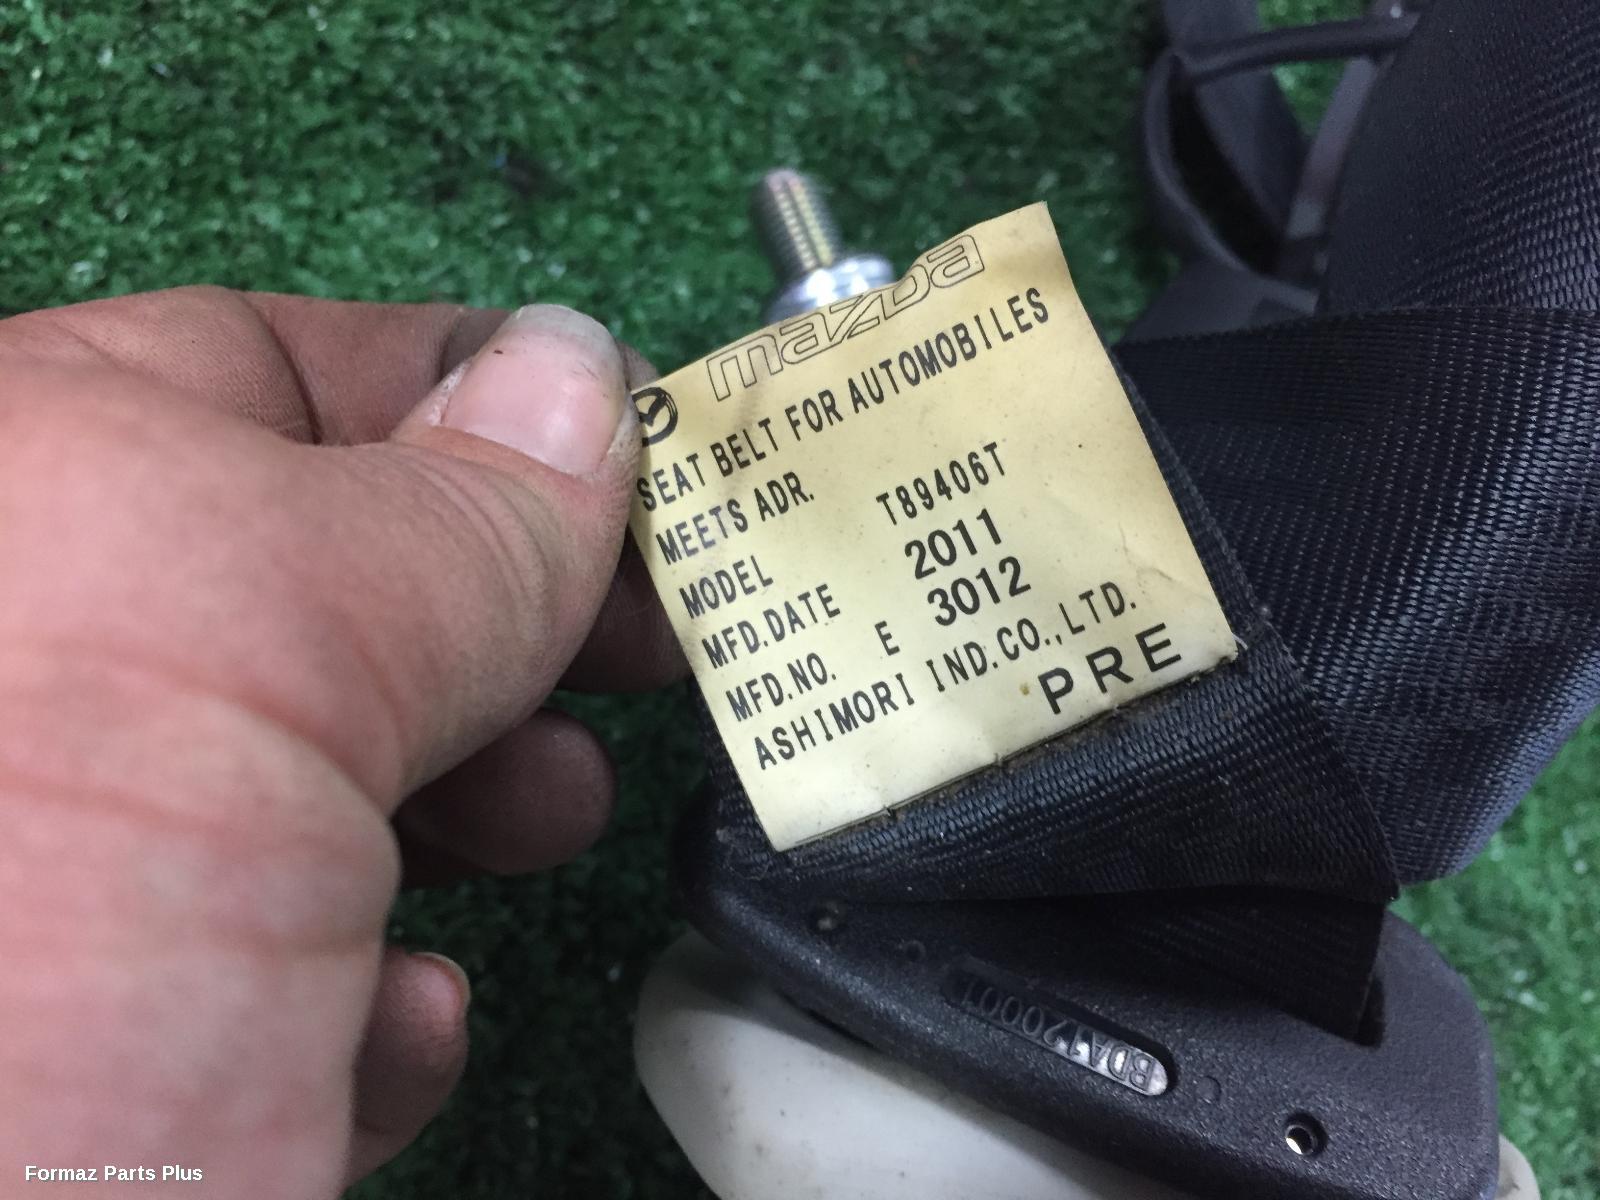 mazda
SEAT BELT FOR AUTOMOBILES
MEETS ADR.
MODEL T89406T
MFD.DATE 2011
MFD.NO. E 3012
ASHIMORI IND.CO.,LTD.
PRE
BDA120001
Formaz Parts Plus